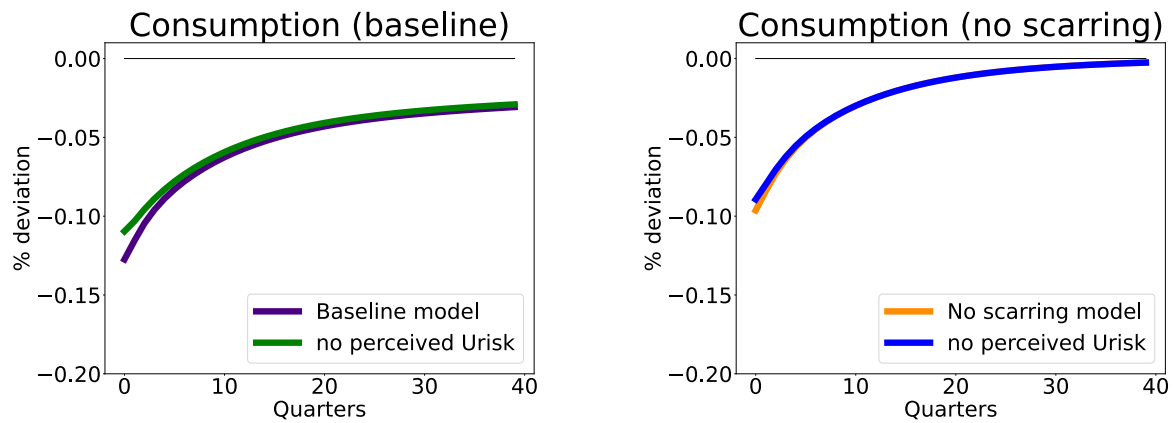 Consumption (baseline)
% deviation
0.00
−0.05
−0.10
−0.15
−0.20
0
10
20
30
40
Quarters
Baseline model
no perceived Urisk
Consumption (no scarring)
% deviation
0.00
−0.05
−0.10
−0.15
−0.20
0
10
20
30
40
Quarters
No scarring model
no perceived Urisk